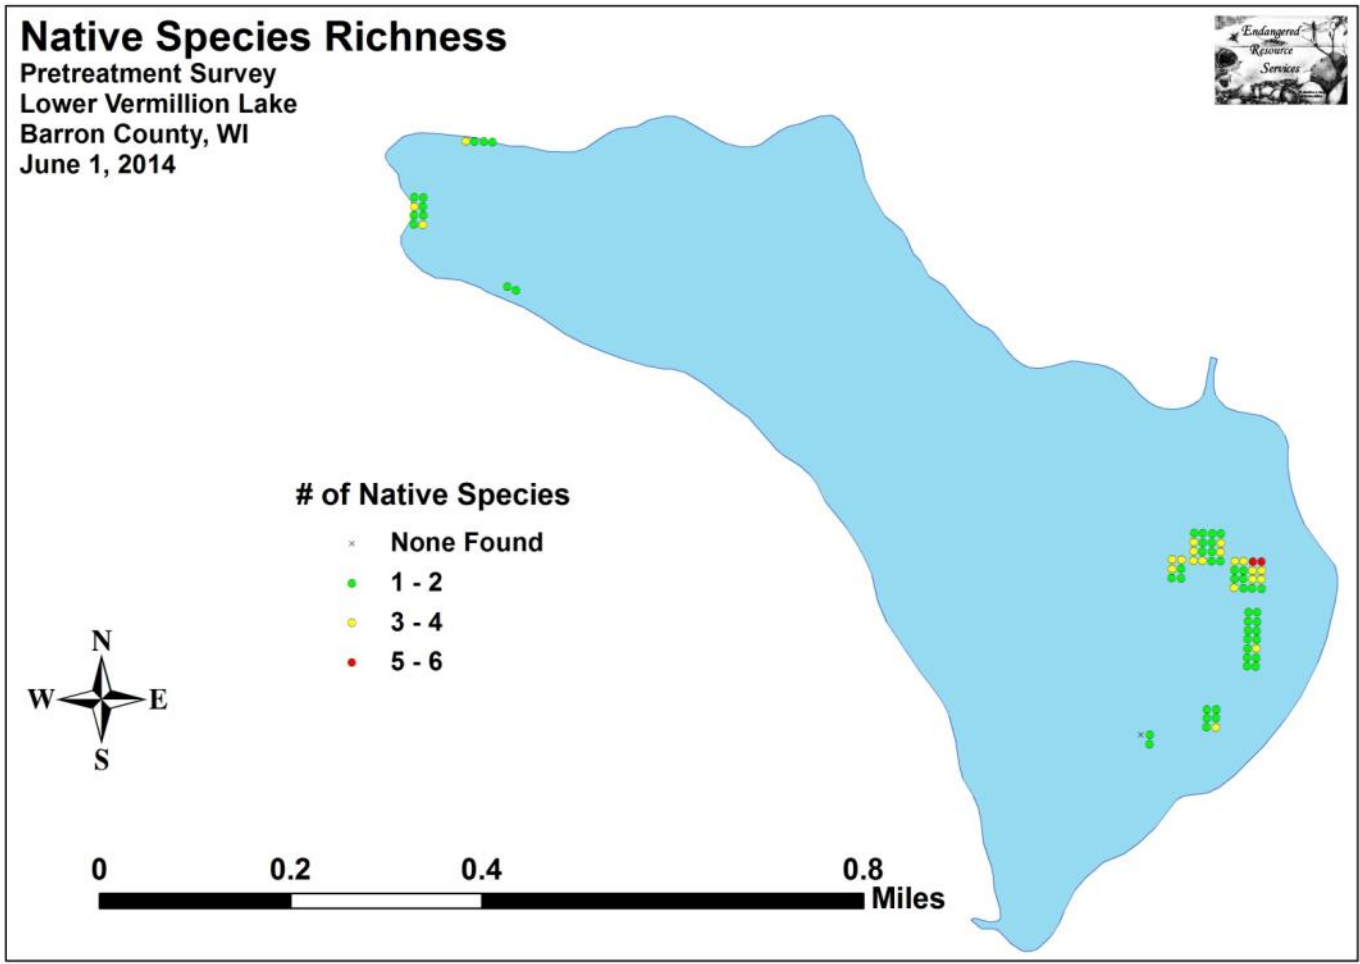 Native Species Richness
Pretreatment Survey
Lower Vermillion Lake
Barron County, WI
June 1, 2014
Endangered
Resource
Services
# of Native Species
None Found
1 - 2
3 - 4
5 - 6
N
W E
S
0 0.2 0.4 0.8
Miles